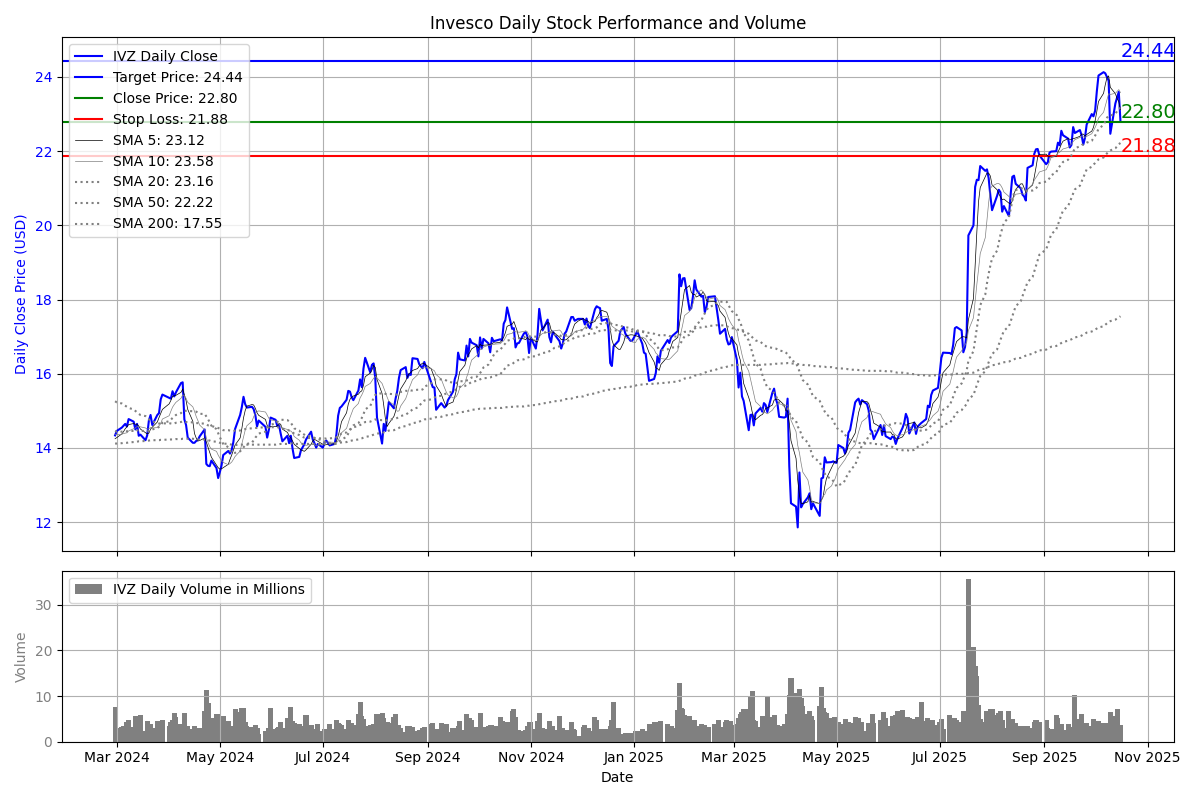 Invesco Daily Stock Performance and Volume
IVZ Daily Close
Target Price: 24.44
Close Price: 22.80
Stop Loss: 21.88
SMA 5: 23.12
SMA 10: 23.58
SMA 20: 23.16
SMA 50: 22.22
SMA 200: 17.55
24.44
22.80
21.88
Daily Close Price (USD)
24
22
20
18
16
14
12
IVZ Daily Volume in Millions
Volume
30
20
10
0
Mar 2024 May 2024 Jul 2024 Sep 2024 Nov 2024 Jan 2025 Mar 2025 May 2025 Jul 2025 Sep 2025 Nov 2025
Date